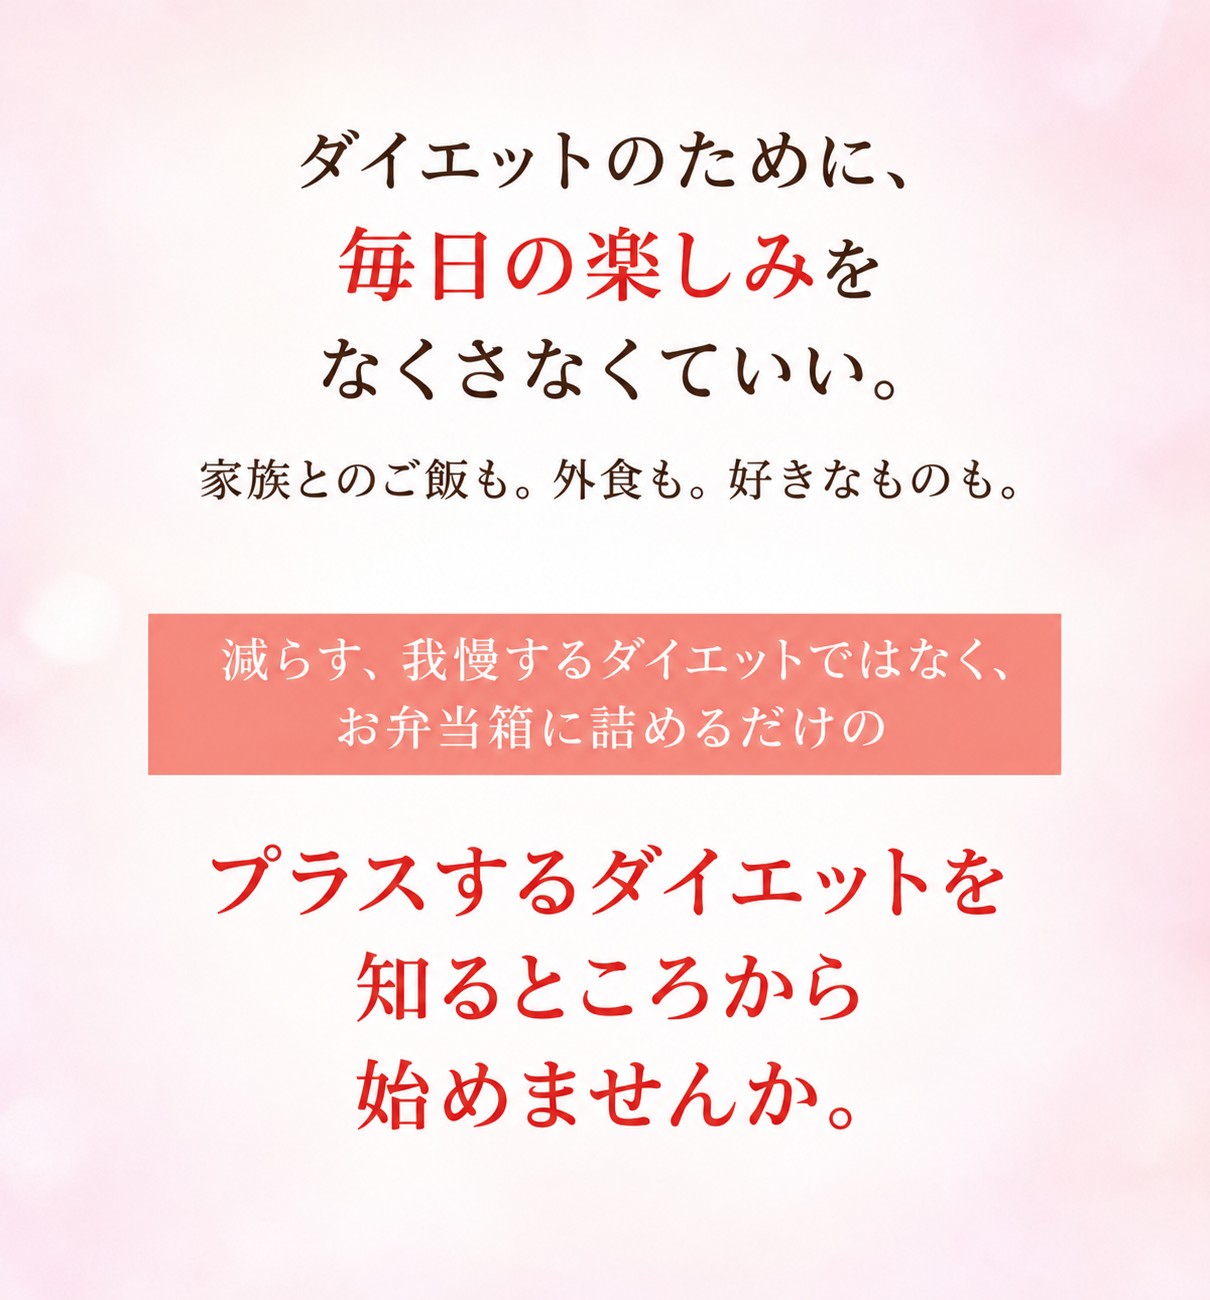 ダイエットのために、
毎日の楽しみを
なくさなくていい。
家族とのご飯も。外食も。好きなものも。
減らす、我慢するダイエットではなく、
お弁当箱に詰めるだけの
プラスするダイエットを
知るところから
始めませんか。